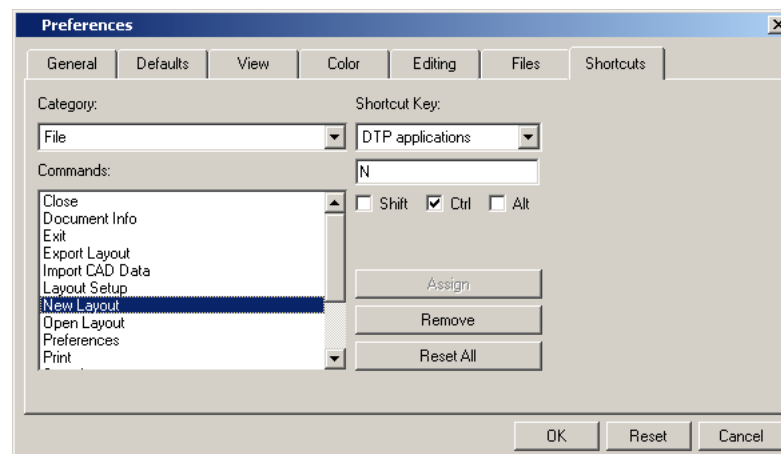 Preferences
General Defaults View Color Editing Files Shortcuts
Category: Shortcut Key:
File DTP applications
Commands: N
Close Shift Ctrl Alt
Document Info
Exit
Export Layout
Import CAD Data
Layout Setup Assign
New Layout
Open Layout Remove
Preferences
Print Reset All
OK Reset Cancel